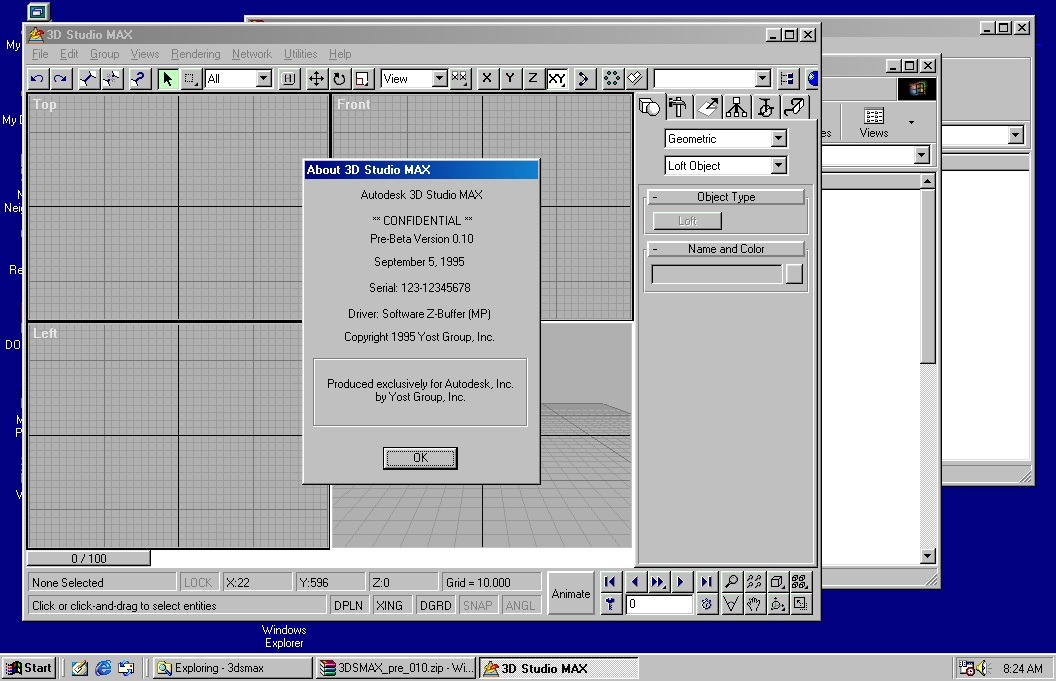 My
My D
N
Nei
Re
DO
M
P
V
3D Studio MAX
File Edit Group Views Rendering Network Utilities Help
All
View
X Y Z XY
Top
Front
Left
Geometric
Loft Object
- Object Type
Loft
- Name and Color
About 3D Studio MAX
Autodesk 3D Studio MAX
** CONFIDENTIAL **
Pre-Beta Version 0.10
September 5, 1995
Serial: 123-12345678
Driver: Software Z-Buffer (MP)
Copyright 1995 Yost Group, Inc.
Produced exclusively for Autodesk, Inc.
by Yost Group, Inc.
OK
es
Views
0 / 100
None Selected LOCK X:22 Y:596 Z:0 Grid = 10.000
Animate
Click or click-and-drag to select entities DPLN XING DGRD SNAP ANGL
0
Windows
Explorer
Start Exploring - 3dsmax 3DSMAX_pre_010.zip - Wi... 3D Studio MAX 8:24 AM